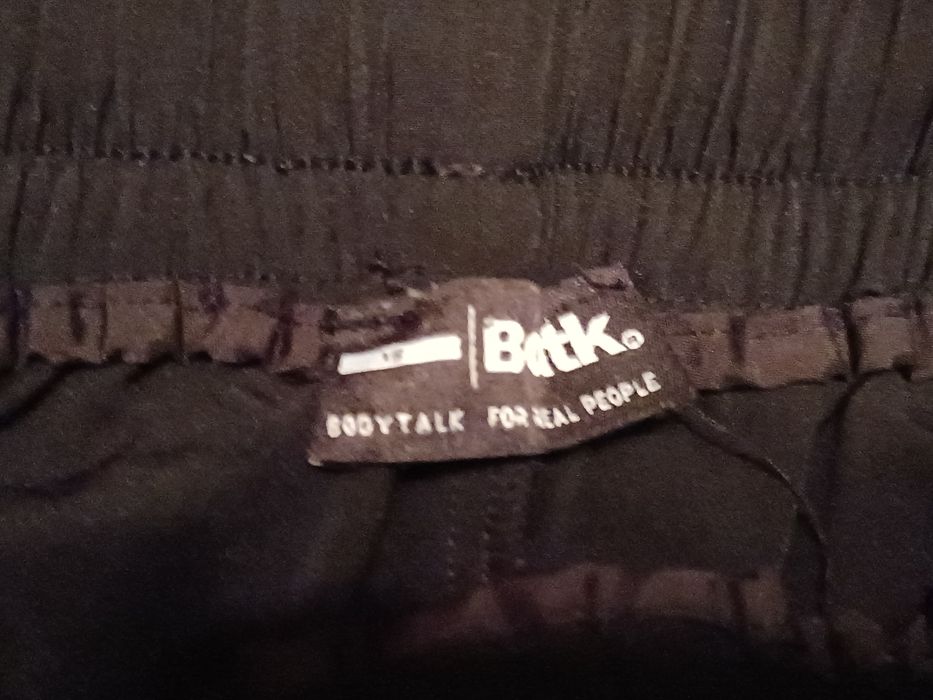 BdtK.
BODYTALK FOR REAL PEOPLE